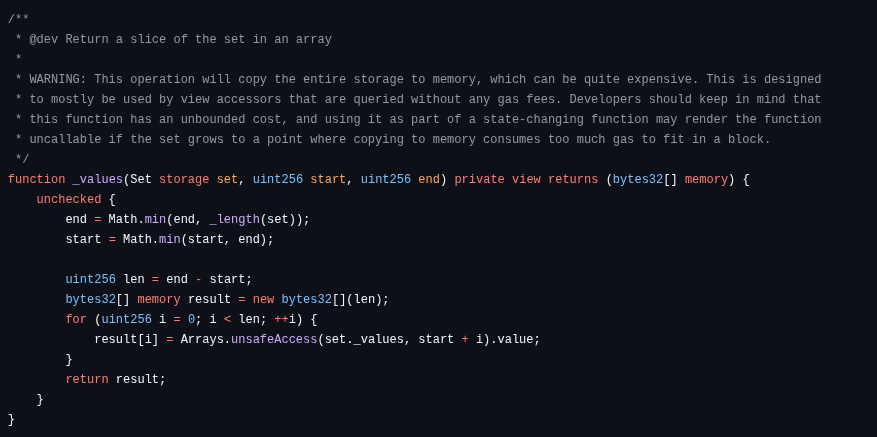 /**
 * @dev Return a slice of the set in an array
 *
 * WARNING: This operation will copy the entire storage to memory, which can be quite expensive. This is designed
 * to mostly be used by view accessors that are queried without any gas fees. Developers should keep in mind that
 * this function has an unbounded cost, and using it as part of a state-changing function may render the function
 * uncallable if the set grows to a point where copying to memory consumes too much gas to fit in a block.
 */
function _values(Set storage set, uint256 start, uint256 end) private view returns (bytes32[] memory) {
    unchecked {
        end = Math.min(end, _length(set));
        start = Math.min(start, end);

        uint256 len = end - start;
        bytes32[] memory result = new bytes32[](len);
        for (uint256 i = 0; i < len; ++i) {
            result[i] = Arrays.unsafeAccess(set._values, start + i).value;
        }
        return result;
    }
}